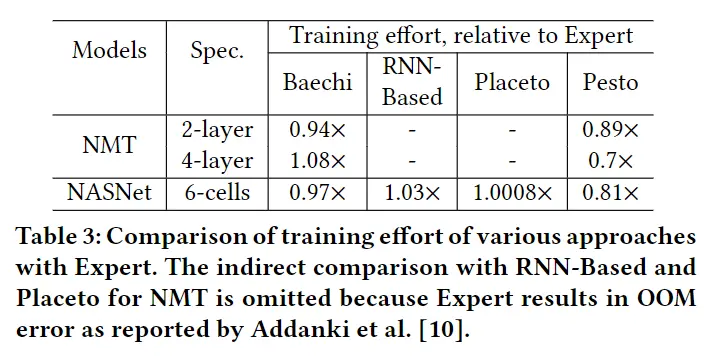 Models Spec. Training effort, relative to Expert
Baechi RNN-Based Placeto Pesto
NMT 2-layer 0.94× - - 0.89×
4-layer 1.08× - - 0.7×
NASNet 6-cells 0.97× 1.03× 1.0008× 0.81×
Table 3: Comparison of training effort of various approaches
with Expert. The indirect comparison with RNN-Based and
Placeto for NMT is omitted because Expert results in OOM
error as reported by Addanki et al. [10].